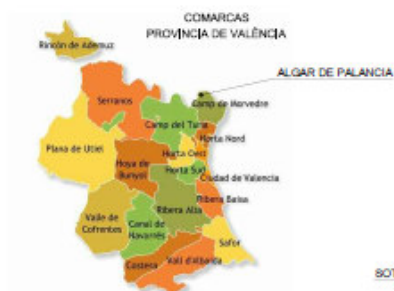 COMARCAS
PROVINCIA DE VALÈNCIA
Rincón de Ademuz
ALGAR DE PALANCIA
Serranos
Camp de Morvedre
Camp del Turia
Horta Nord
Plana de Utiel
Hoya de
Bunyol
Horta Oest
Horta Sud
Ciudad de Valencia
Ribera Baixa
Valle de
Cofrentes
Ribera Alta
Canal de
Navarrés
Safor
Costera
Vall d'Albaida
SOT